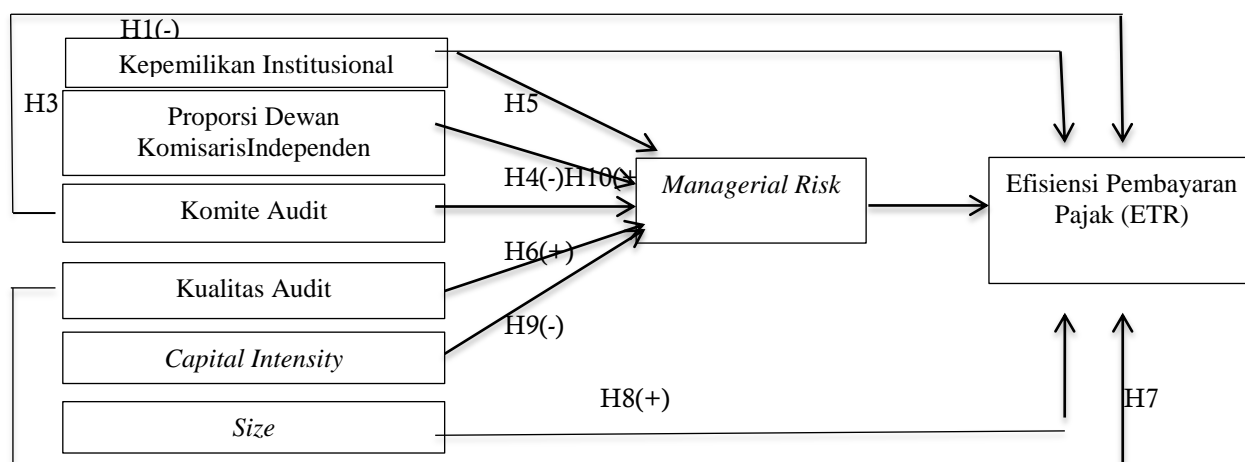 H1(-)
Kepemilikan Institusional
H3
H5
Proporsi Dewan
KomisarisIndependen
H4(-)H10(+
Managerial Risk
Efisiensi Pembayaran
Pajak (ETR)
Komite Audit
H6(+)
Kualitas Audit
H9(-)
Capital Intensity
H8(+)
H7
Size